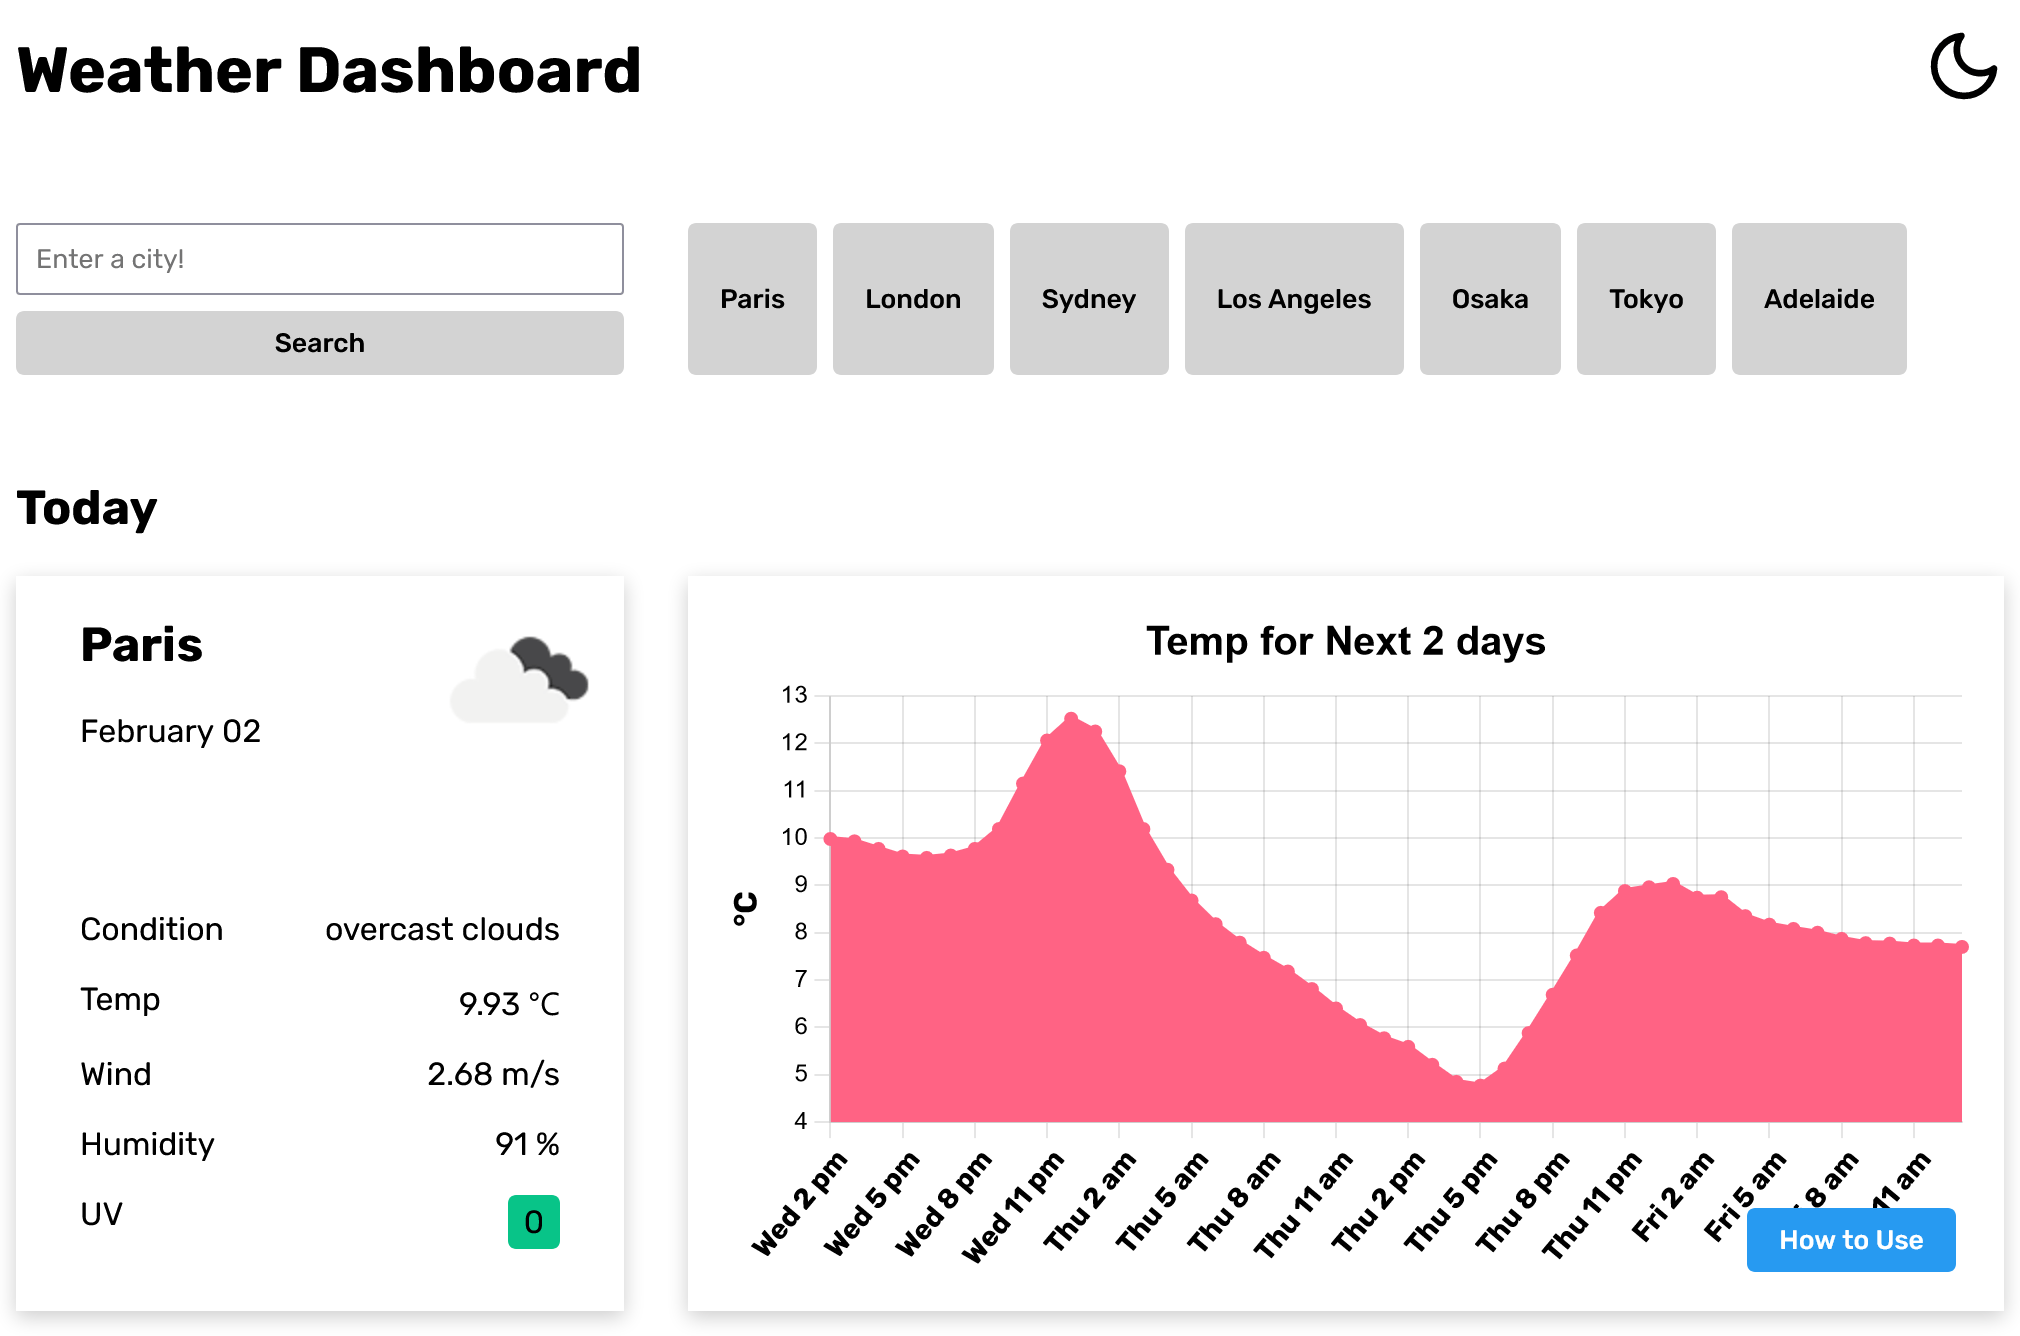 Weather Dashboard
Enter a city!
Search
Paris
London
Sydney
Los Angeles
Osaka
Tokyo
Adelaide
Today
Paris
February 02
Condition overcast clouds
Temp 9.93 °C
Wind 2.68 m/s
Humidity 91 %
UV 0
Temp for Next 2 days
°C
13
12
11
10
9
8
7
6
5
4
Wed 2 pm
Wed 5 pm
Wed 8 pm
Wed 11 pm
Thu 2 am
Thu 5 am
Thu 8 am
Thu 11 am
Thu 2 pm
Thu 5 pm
Thu 8 pm
Thu 11 pm
Fri 2 am
Fri 5 am
8 am
11 am
How to Use